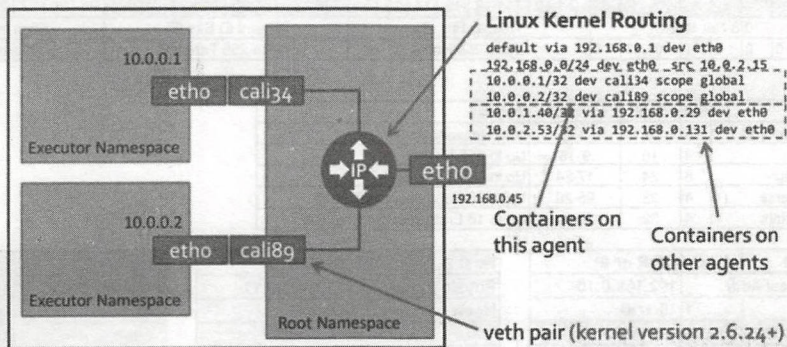 Linux Kernel Routing
default via 192.168.0.1 dev eth0
192.168.0.0/24 dev eth0 src 10.0.2.15
10.0.0.1/32 dev cali34 scope global
10.0.0.2/32 dev cali89 scope global
10.0.1.40/32 via 192.168.0.29 dev eth0
10.0.2.53/32 via 192.168.0.131 dev eth0
10.0.0.1
etho
cali34
Executor Namespace
IP
etho
192.168.0.45
Containers on
this agent
Containers on
other agents
10.0.0.2
etho
cali89
Executor Namespace
Root Namespace
veth pair (kernel version 2.6.24+)